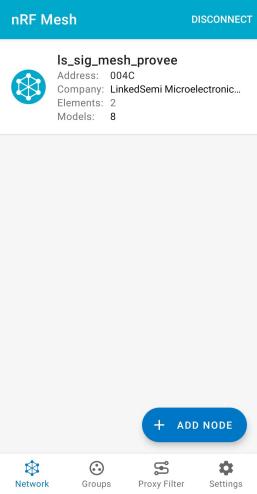 nRF Mesh
DISCONNECT
ls_sig_mesh_provee
Address: 004C
Company: LinkedSemi Microelectronic...
Elements: 2
Models: 8
ADD NODE
Network
Groups
Proxy Filter
Settings